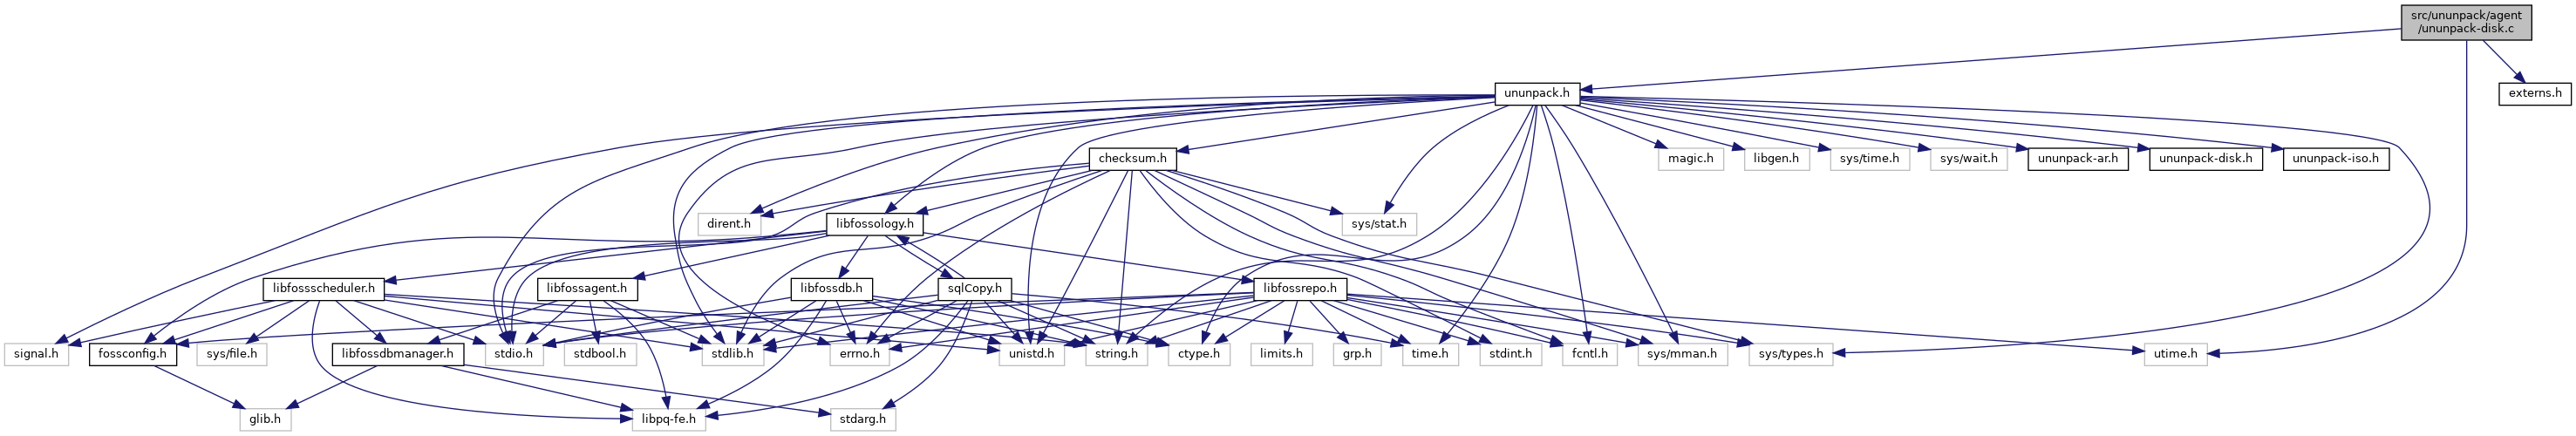 src/ununpack/agent
/ununpack-disk.c
ununpack.h
externs.h
checksum.h
magic.h
libgen.h
sys/time.h
sys/wait.h
ununpack-ar.h
ununpack-disk.h
ununpack-iso.h
dirent.h
libfossology.h
sys/stat.h
libfossscheduler.h
libfossagent.h
libfossdb.h
sqlCopy.h
libfossrepo.h
signal.h
fossconfig.h
sys/file.h
libfossdbmanager.h
stdio.h
stdbool.h
stdlib.h
errno.h
unistd.h
string.h
ctype.h
limits.h
grp.h
time.h
stdint.h
fcntl.h
sys/mman.h
sys/types.h
utime.h
glib.h
libpq-fe.h
stdarg.h